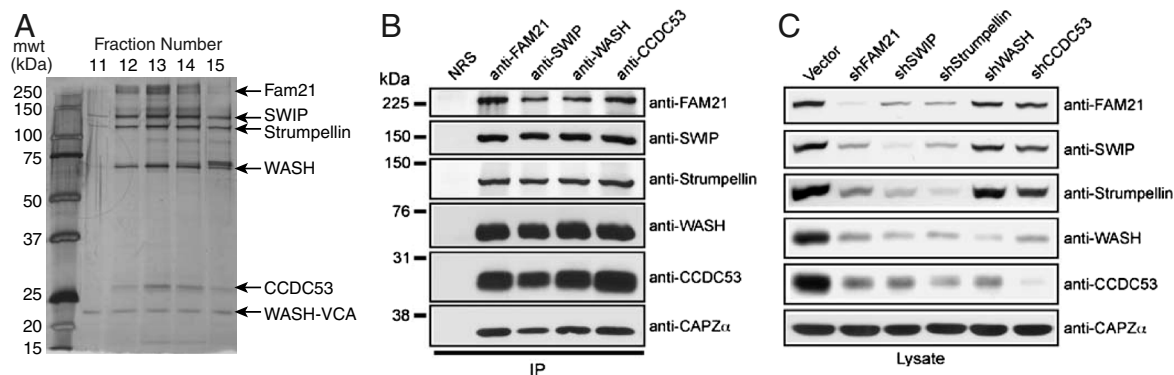 A
mwt
(kDa)
Fraction Number
11 12 13 14 15
250
150
100
75
50
37
25
20
15
Fam21
SWIP
Strumpellin
WASH
CCDC53
WASH-VCA
B
NRS
anti-FAM21
anti-SWIP
anti-WASH
anti-CCDC53
kDa
225
150
150
76
31
38
anti-FAM21
anti-SWIP
anti-Strumpellin
anti-WASH
anti-CCDC53
anti-CAPZα
IP
C
Vector
shFAM21
shSWIP
shStrumpellin
shWASH
shCCDC53
anti-FAM21
anti-SWIP
anti-Strumpellin
anti-WASH
anti-CCDC53
anti-CAPZα
Lysate